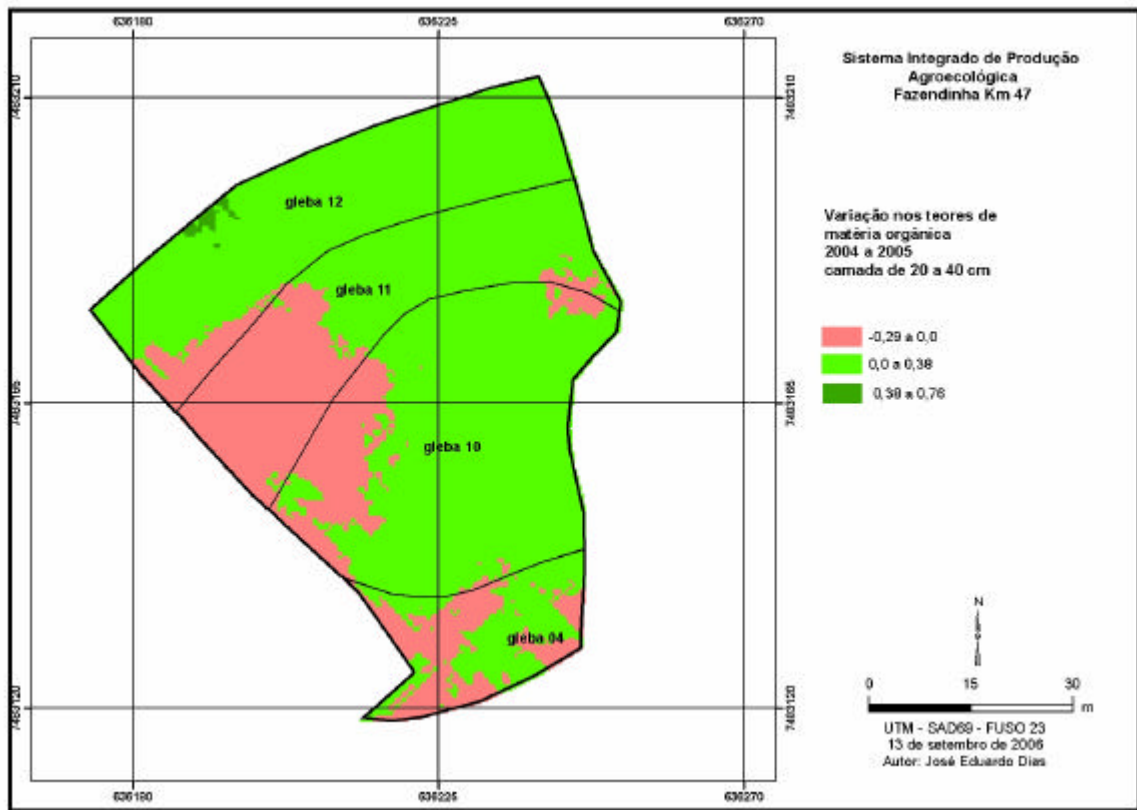 636180 636225 636270
7483210 7483210
Sistema Integrado de Produção
Agroecológica
Fazendinha Km 47
gleba 12
Variação nos teores de
matéria orgânica
2004 a 2005
camada de 20 a 40 cm
gleba 11
-0,29 a 0,0
0,0 a 0,38
0,38 a 0,76
7483165 7483165
gleba 10
gleba 04
N
0 15 30
m
7483120 7483120
UTM - SAD69 - FUSO 23
13 de setembro de 2006
Autor: José Eduardo Dias
636180 636225 636270